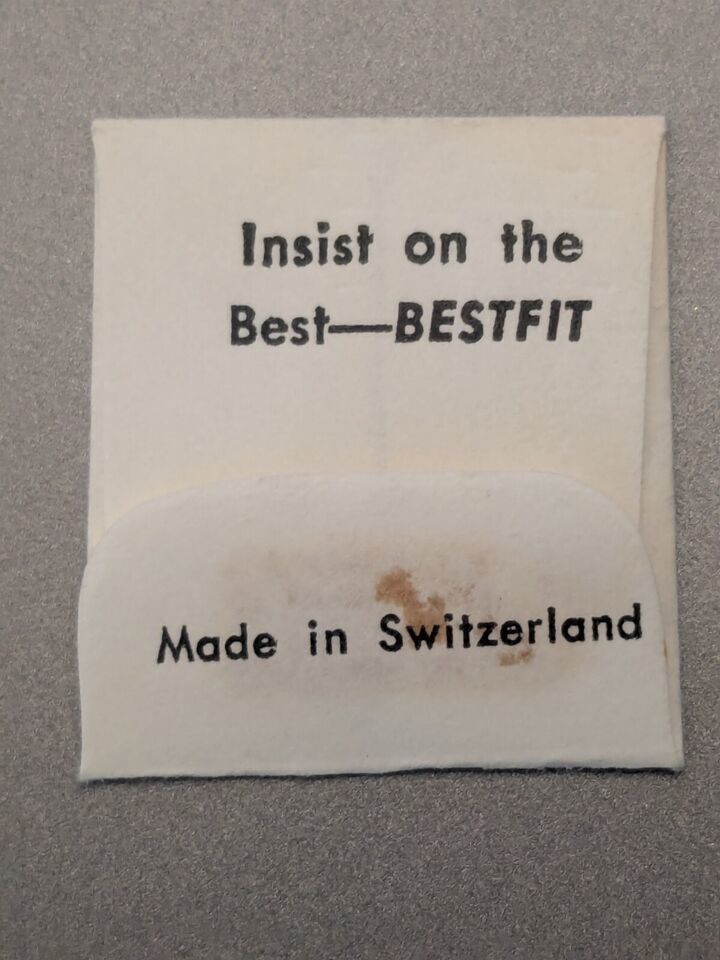 Insist on the
Best—BESTFIT
Made in Switzerland